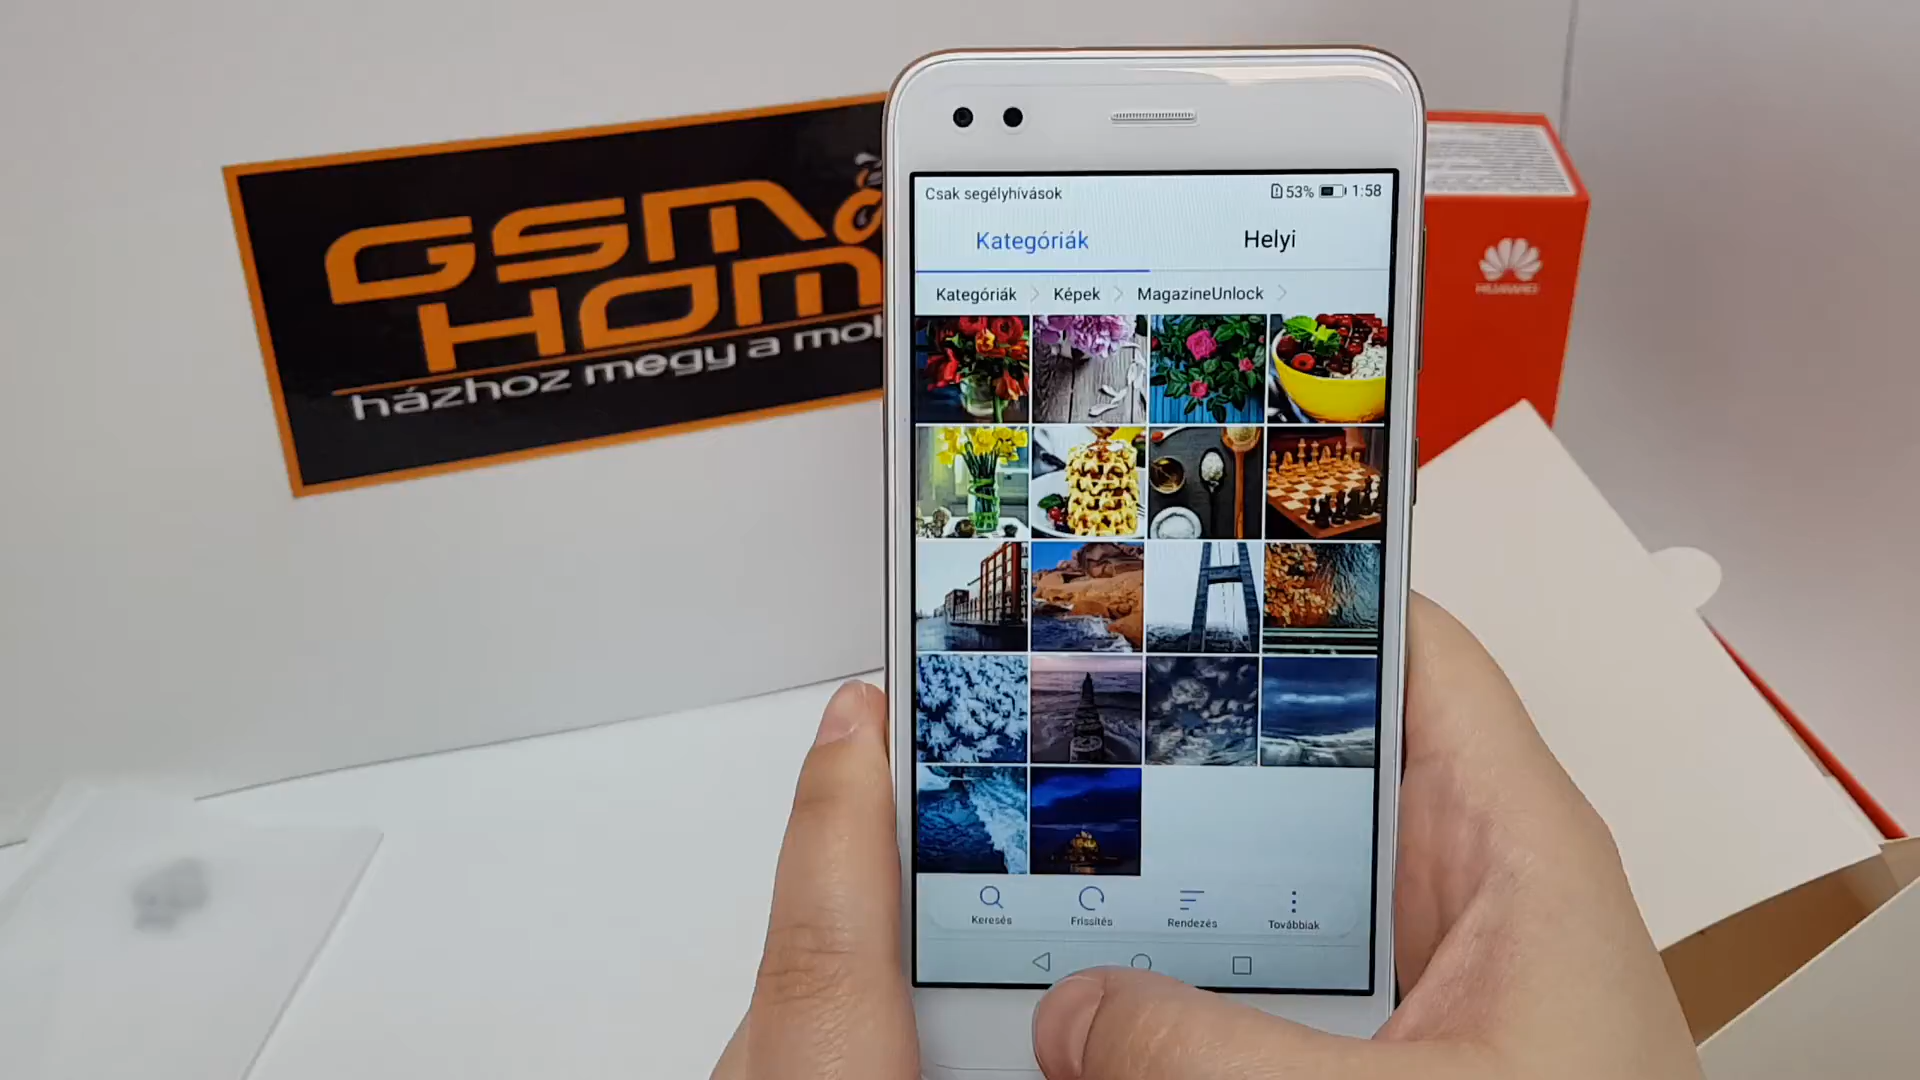 GSM
HOM
házhoz megy a mo
Csak segélyhívások
53%
1:58
Kategóriák
Helyi
Kategóriák
Képek
MagazineUnlock
Keresés
Frissítés
Rendezés
Továbbiak
HUAWEI